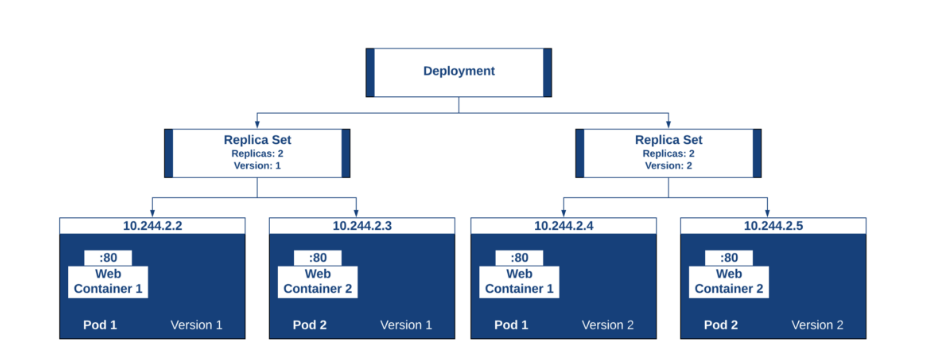 Deployment
Replica Set
Replicas: 2
Version: 1
Replica Set
Replicas: 2
Version: 2
10.244.2.2
:80
Web
Container 1
Pod 1
Version 1
10.244.2.3
:80
Web
Container 2
Pod 2
Version 1
10.244.2.4
:80
Web
Container 1
Pod 1
Version 2
10.244.2.5
:80
Web
Container 2
Pod 2
Version 2